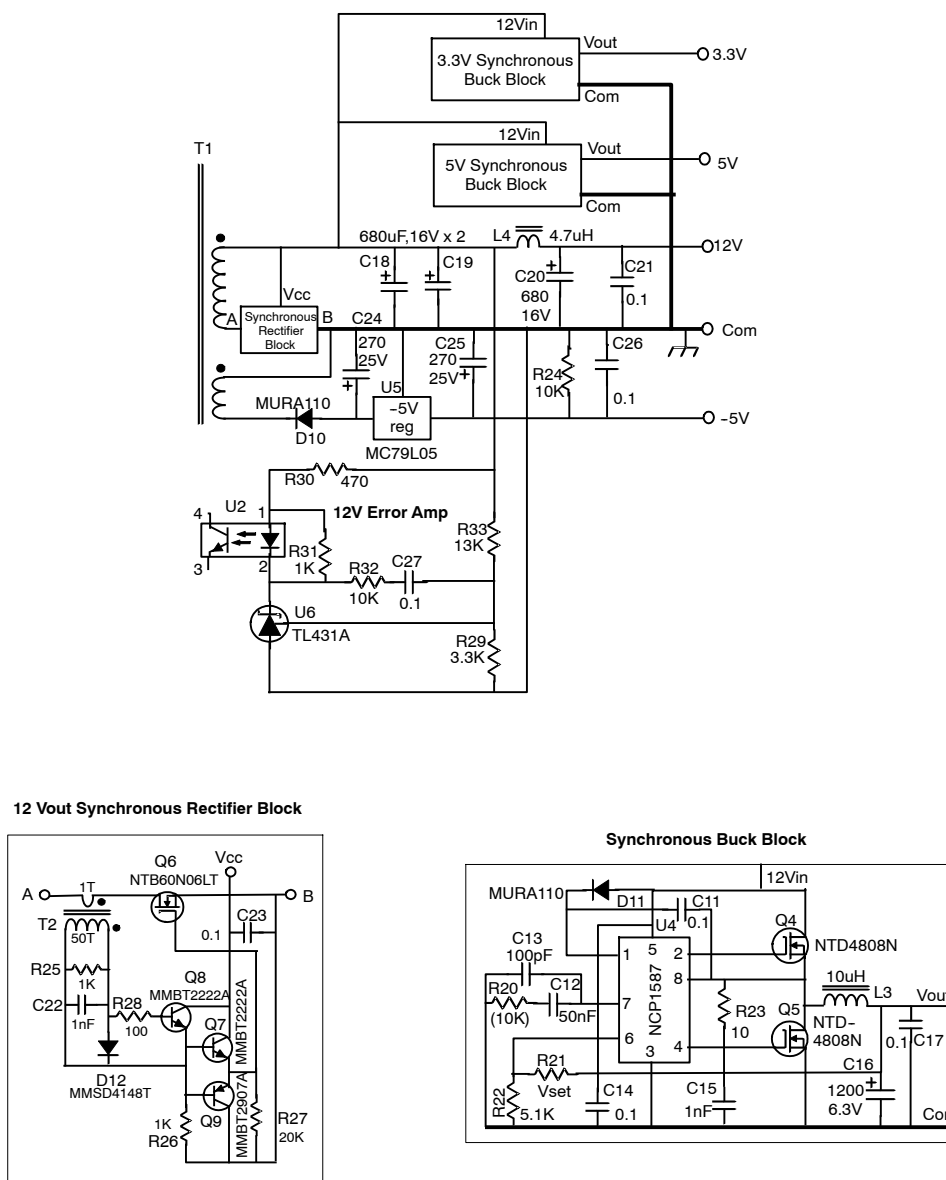 12Vin
Vout
3.3V
3.3V Synchronous
Buck Block
Com
12Vin
Vout
5V
5V Synchronous
Buck Block
Com
T1
680uF,16V x 2
L4
4.7uH
12V
C18
+
C19
+
C20
+
680
16V
C21
0.1
Vcc
A
Synchronous
Rectifier
Block
B
C24
270
25V
+
C25
270
25V
+
Com
C26
0.1
R24
10K
U5
−5V
reg
MC79L05
MURA110
D10
−5V
R30
470
U2
12V Error Amp
4
1
3
2
R31
1K
R33
13K
R32
10K
C27
0.1
U6
TL431A
R29
3.3K
12 Vout Synchronous Rectifier Block
A
1T
Q6
NTB60N06LT
Vcc
B
T2
50T
C23
0.1
R25
1K
C22
1nF
R28
100
Q8
MMBT2222A
Q7
MMBT2222A
D12
MMSD4148T
Q9
MMBT2907A
1K
R26
R27
20K
Synchronous Buck Block
12Vin
MURA110
D11
C11
0.1
U4
Q4
NTD4808N
C13
100pF
R20
(10K)
C12
50nF
1
5
2
8
7
6
3
4
NCP1587
R23
10
10uH
L3
Vout
Q5
NTD−
4808N
0.1
C17
R21
Vset
R22
5.1K
C14
0.1
C15
1nF
C16
+
1200
6.3V
Com